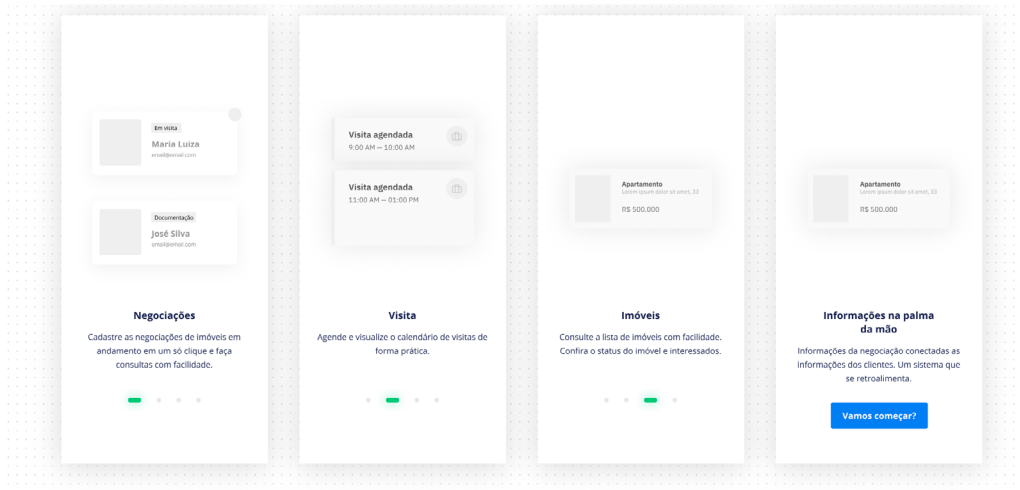 Em visita
Maria Luiza
email@email.com
Documentação
José Silva
email@email.com
Negociações
Cadastre as negociações de imóveis em
andamento em um só clique e faça
consultas com facilidade.
Visita agendada
9:00 AM — 10:00 AM
Visita agendada
11:00 AM — 01:00 PM
Visita
Agende e visualize o calendário de visitas de
forma prática.
Apartamento
Lorem ipsum dolor sit amet, 33
R$ 500.000
Imóveis
Consulte a lista de imóveis com facilidade.
Confira o status do imóvel e interessados.
Apartamento
Lorem ipsum dolor sit amet, 33
R$ 500.000
Informações na palma
da mão
Informações da negociação conectadas as
informações dos clientes. Um sistema que
se retroalimenta.
Vamos começar?